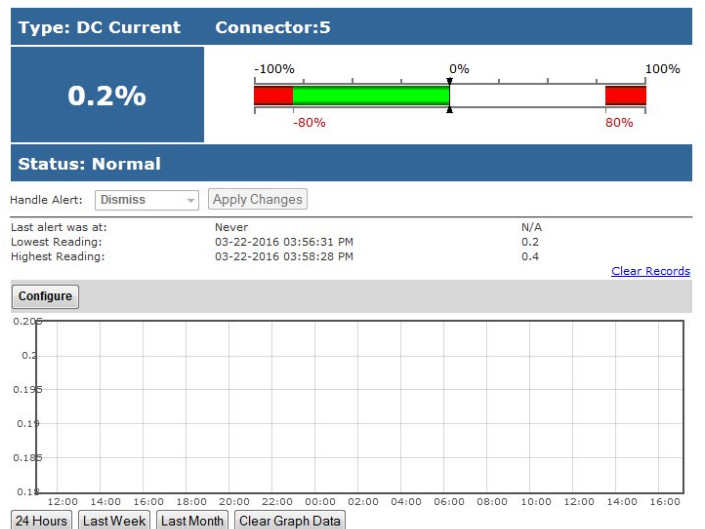 Type: DC Current Connector:5
-100% 0% 100%
0.2%
-80% 80%
Status: Normal
Handle Alert: Dismiss Apply Changes
Last alert was at: Never N/A
Lowest Reading: 03-22-2016 03:56:31 PM 0.2
Highest Reading: 03-22-2016 03:58:28 PM 0.4
Clear Records
Configure
0.205
0.2
0.195
0.19
0.185
0.18
12:00 14:00 16:00 18:00 20:00 22:00 00:00 02:00 04:00 06:00 08:00 10:00 12:00 14:00 16:00
24 Hours Last Week Last Month Clear Graph Data